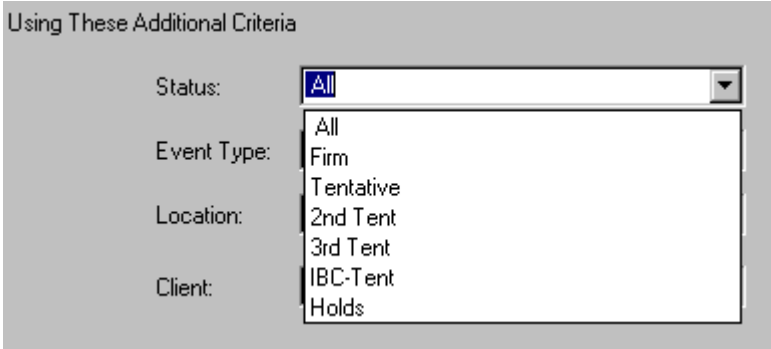 Using These Additional Criteria
Status: All
All
Event Type:
Firm
Tentative
Location:
2nd Tent
3rd Tent
Client:
IBC-Tent
Holds